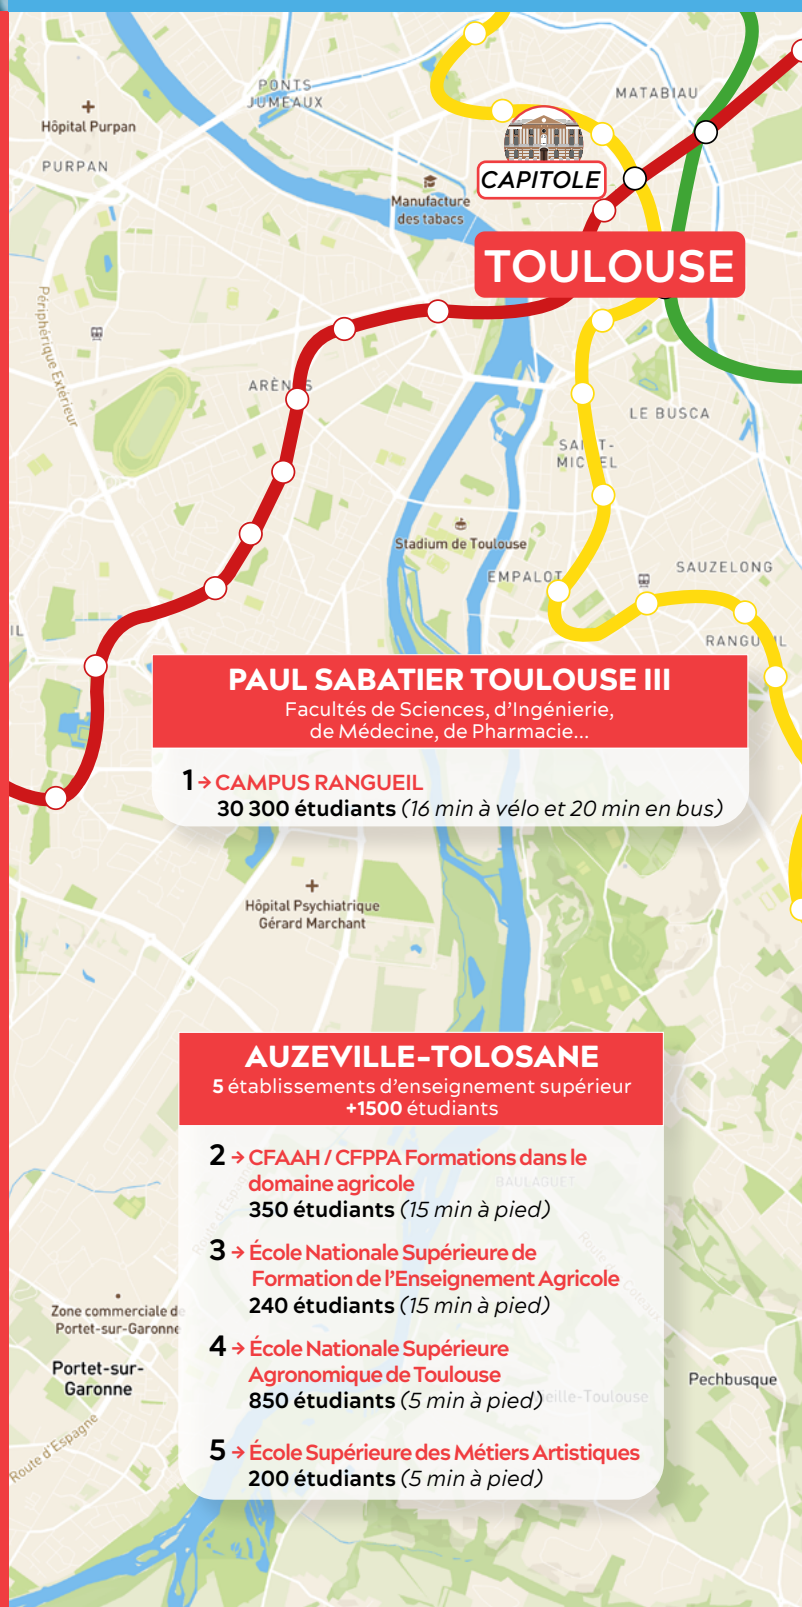 PONTS
JUMEAUX
MATABIAU
Hôpital Purpan
PURPAN
CAPITOLE
Manufacture
des tabacs
TOULOUSE
Périphérique Extérieur
ARÈNES
LE BUSCA
SAINT-
MICHEL
Stadium de Toulouse
EMPALOT
SAUZELONG
IL
RANGUEIL
PAUL SABATIER TOULOUSE III
Facultés de Sciences, d'Ingénierie,
de Médecine, de Pharmacie...
1 → CAMPUS RANGUEIL
30 300 étudiants (16 min à vélo et 20 min en bus)
Hôpital Psychiatrique
Gérard Marchant
AUZEVILLE-TOLOSANE
5 établissements d'enseignement supérieur
+1500 étudiants
2 → CFAAH / CFPPA Formations dans le
domaine agricole
BAULAGUET
350 étudiants (15 min à pied)
Route d'Espagne
3 → École Nationale Supérieure de
Formation de l'Enseignement Agricole
240 étudiants (15 min à pied)
Zone commerciale de
Portet-sur-Garonne
4 → École Nationale Supérieure
Agronomique de Toulouse
850 étudiants (5 min à pied)
Vieille-Toulouse
Portet-sur-
Garonne
Pechbusque
Route d'Espagne
5 → École Supérieure des Métiers Artistiques
200 étudiants (5 min à pied)